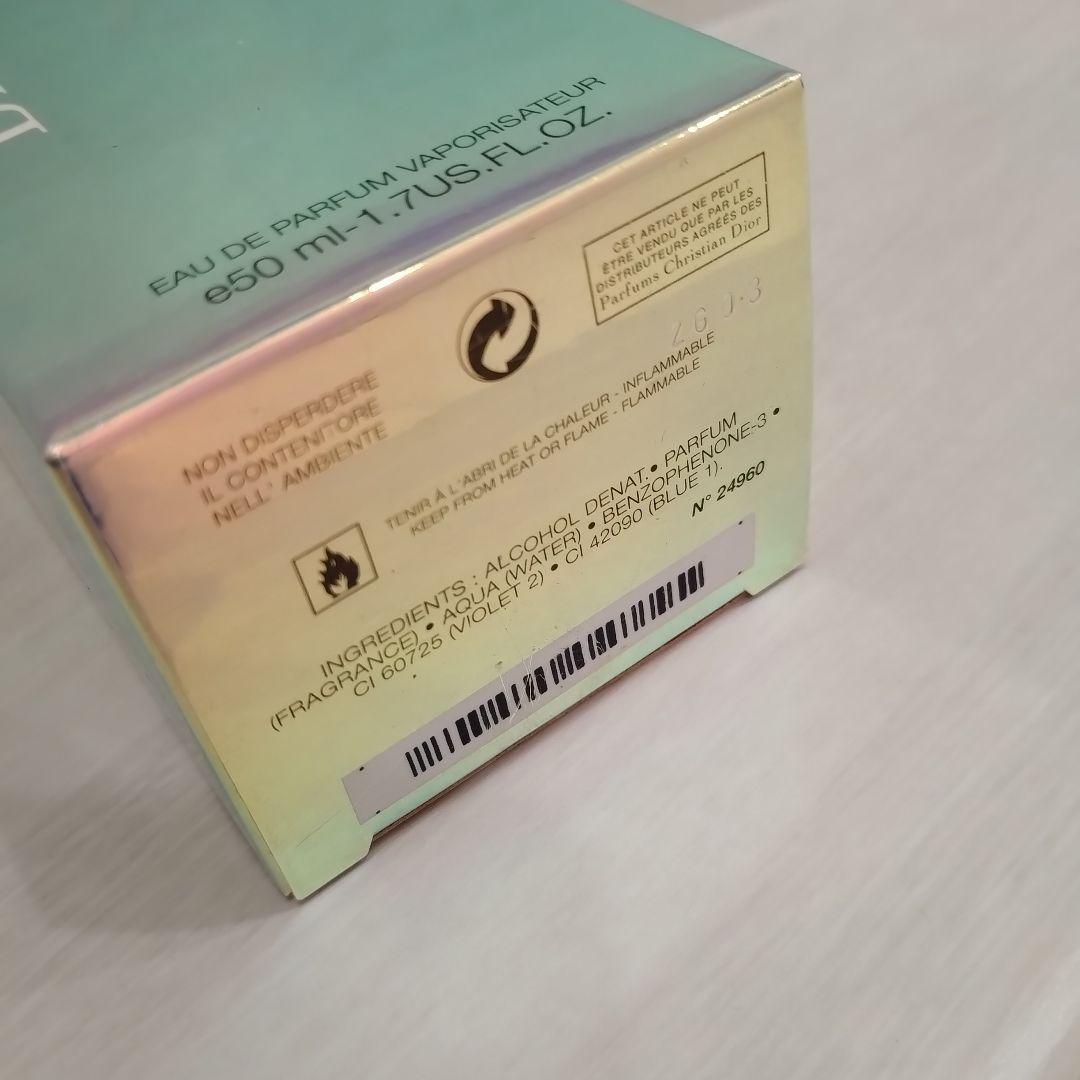 EAU DE PARFUM VAPORISATEUR
e50 ml-1.7US.FL.OZ.
CET ARTICLE NE PEUT
ÊTRE VENDU QUE PAR LES
DISTRIBUTEURS AGRÉÉS DES
Parfums Christian Dior
NON DISPERDERE
IL CONTENITORE
NELL' AMBIENTE
TENIR À L'ABRI DE LA CHALEUR - INFLAMMABLE
KEEP FROM HEAT OR FLAME - FLAMMABLE
INGREDIENTS : ALCOHOL DENAT. • PARFUM
(FRAGRANCE) • AQUA (WATER) • BENZOPHENONE-3 •
CI 60725 (VIOLET 2) • CI 42090 (BLUE 1).
N° 24960